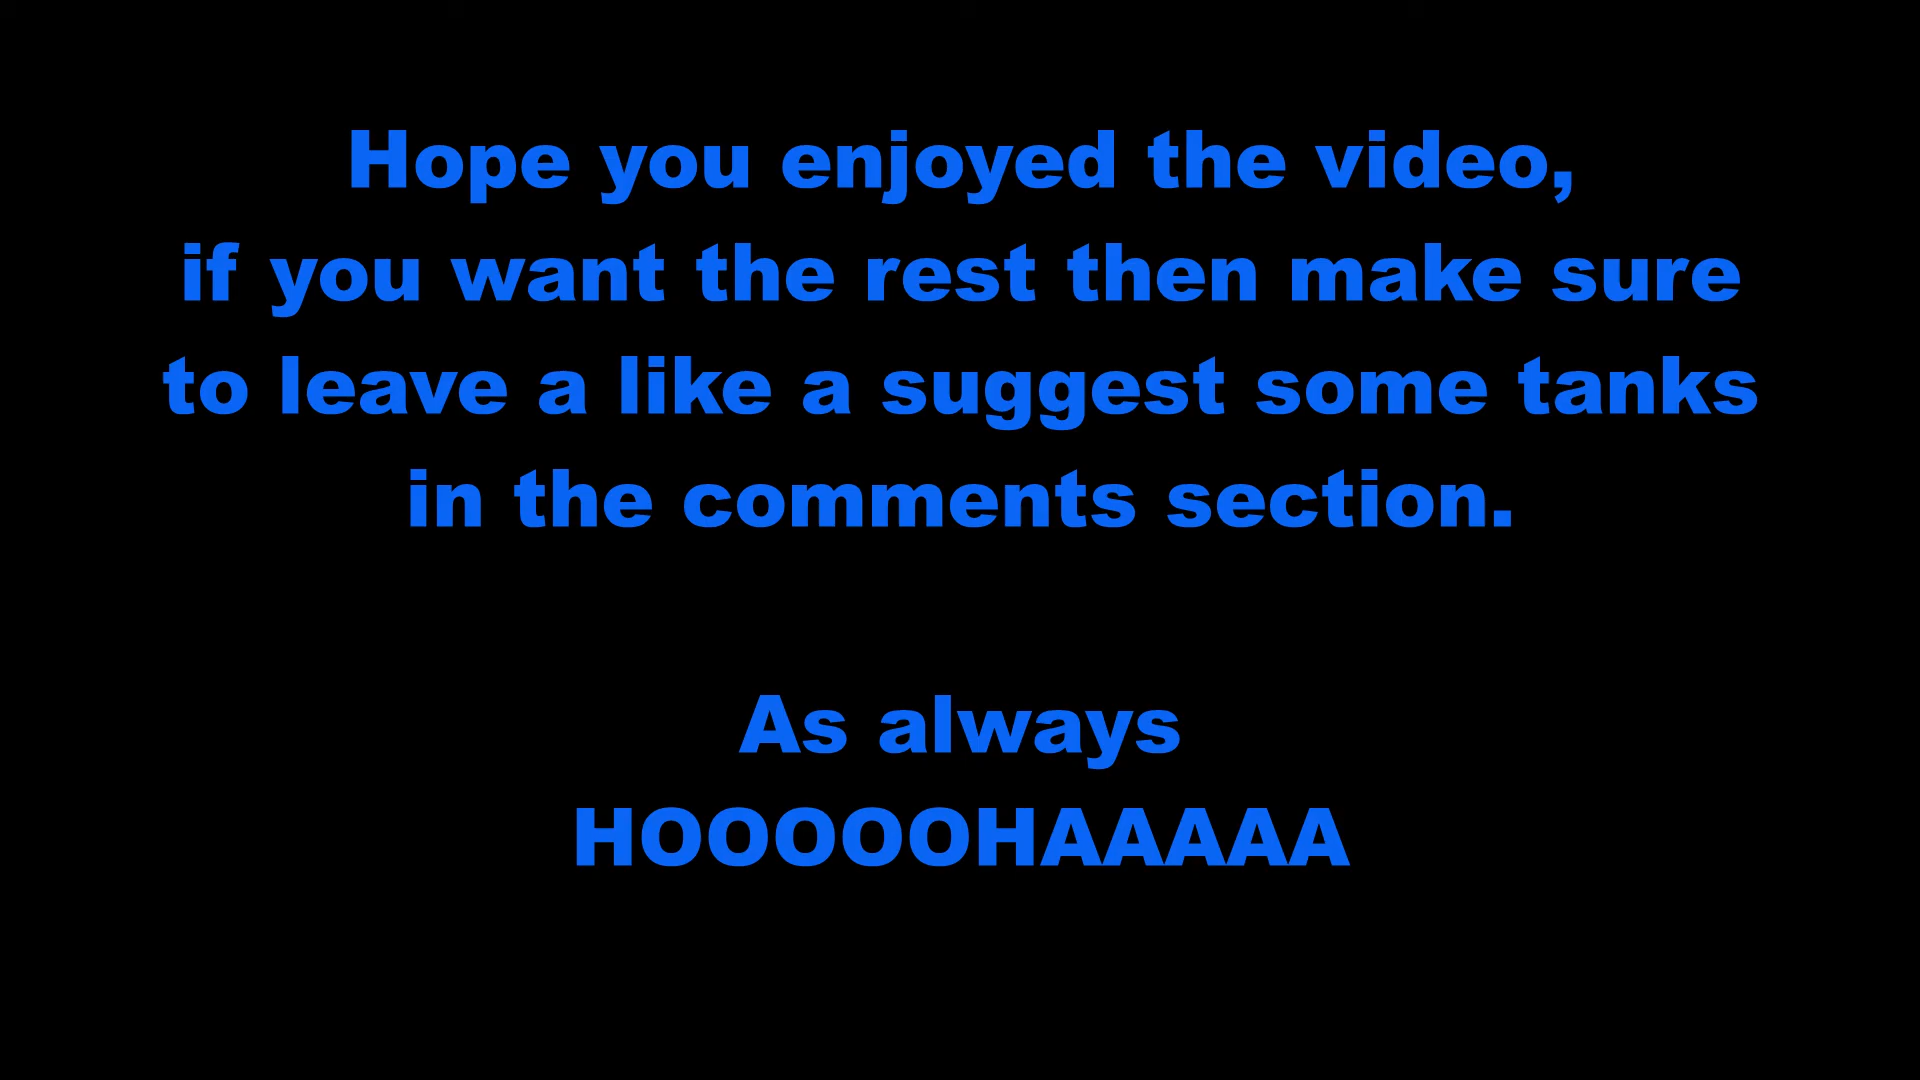 Hope you enjoyed the video,
if you want the rest then make sure
to leave a like a suggest some tanks
in the comments section.
As always
HOOOOOHAAAAA